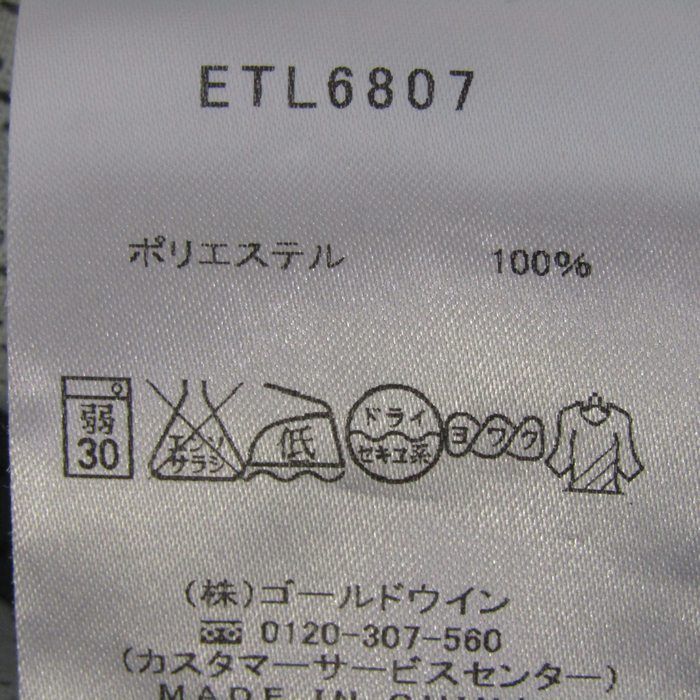 ETL6807
ポリエステル 100%
弱 30 エンソ サラシ 低 ドライ セキユ系 ヨワク
(株)ゴールドウイン
0120-307-560
(カスタマーサービスセンター)
MADE IN